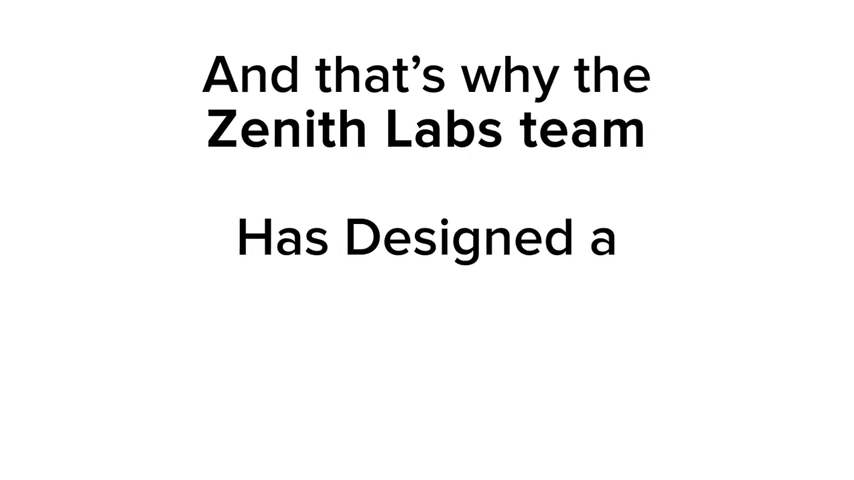 And that’s why the
Zenith Labs team
Has Designed a